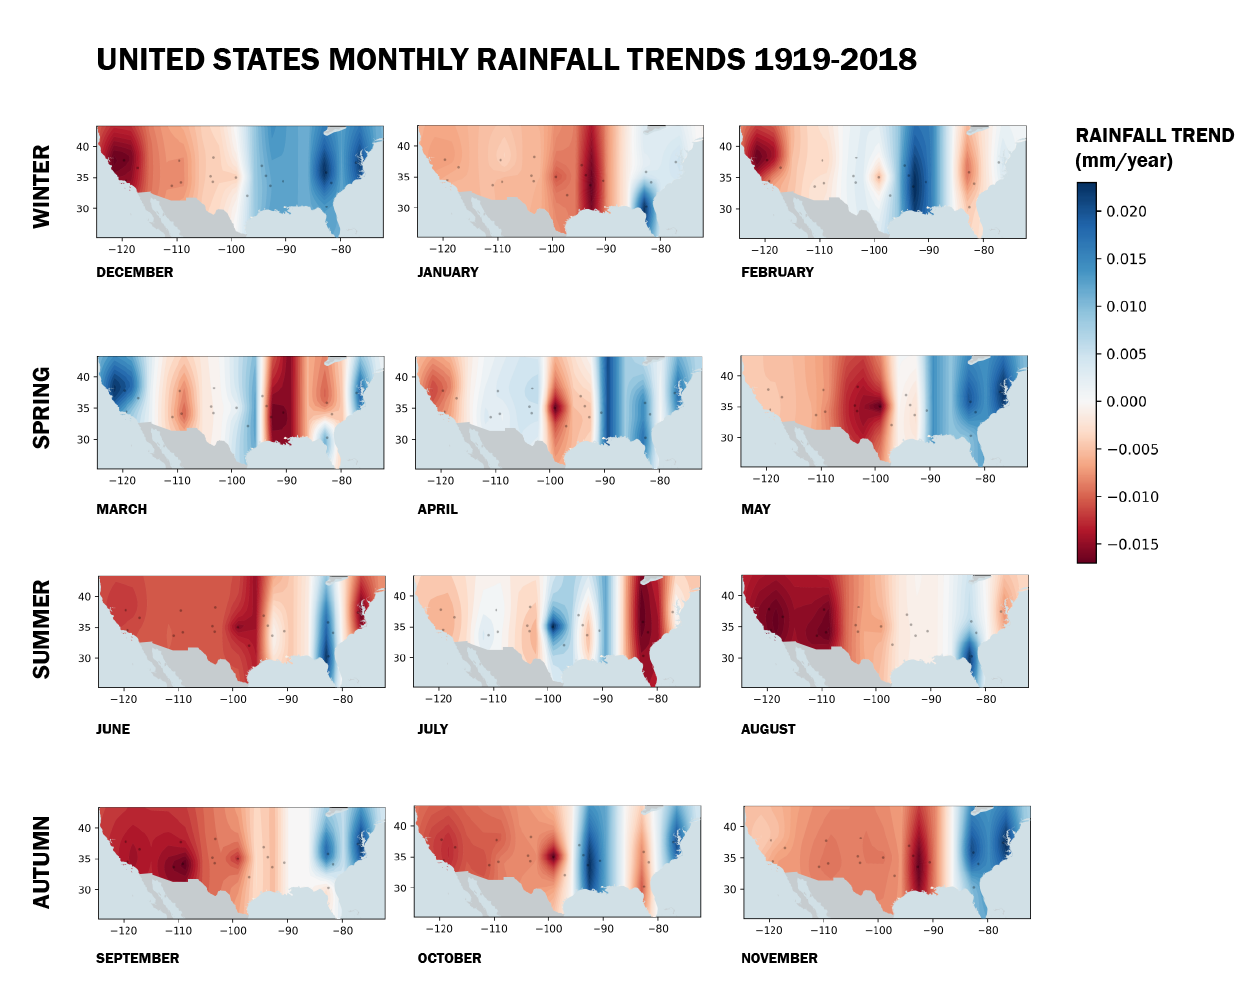 UNITED STATES MONTHLY RAINFALL TRENDS 1919-2018
RAINFALL TREND
(mm/year)
0.020
0.015
0.010
0.005
0.000
−0.005
−0.010
−0.015
WINTER
40
35
30
−120 −110 −100 −90 −80
DECEMBER
40
35
30
−120 −110 −100 −90 −80
JANUARY
40
35
30
−120 −110 −100 −90 −80
FEBRUARY
SPRING
40
35
30
−120 −110 −100 −90 −80
MARCH
40
35
30
−120 −110 −100 −90 −80
APRIL
40
35
30
−120 −110 −100 −90 −80
MAY
SUMMER
40
35
30
−120 −110 −100 −90 −80
JUNE
40
35
30
−120 −110 −100 −90 −80
JULY
40
35
30
−120 −110 −100 −90 −80
AUGUST
AUTUMN
40
35
30
−120 −110 −100 −90 −80
SEPTEMBER
40
35
30
−120 −110 −100 −90 −80
OCTOBER
40
35
30
−120 −110 −100 −90 −80
NOVEMBER